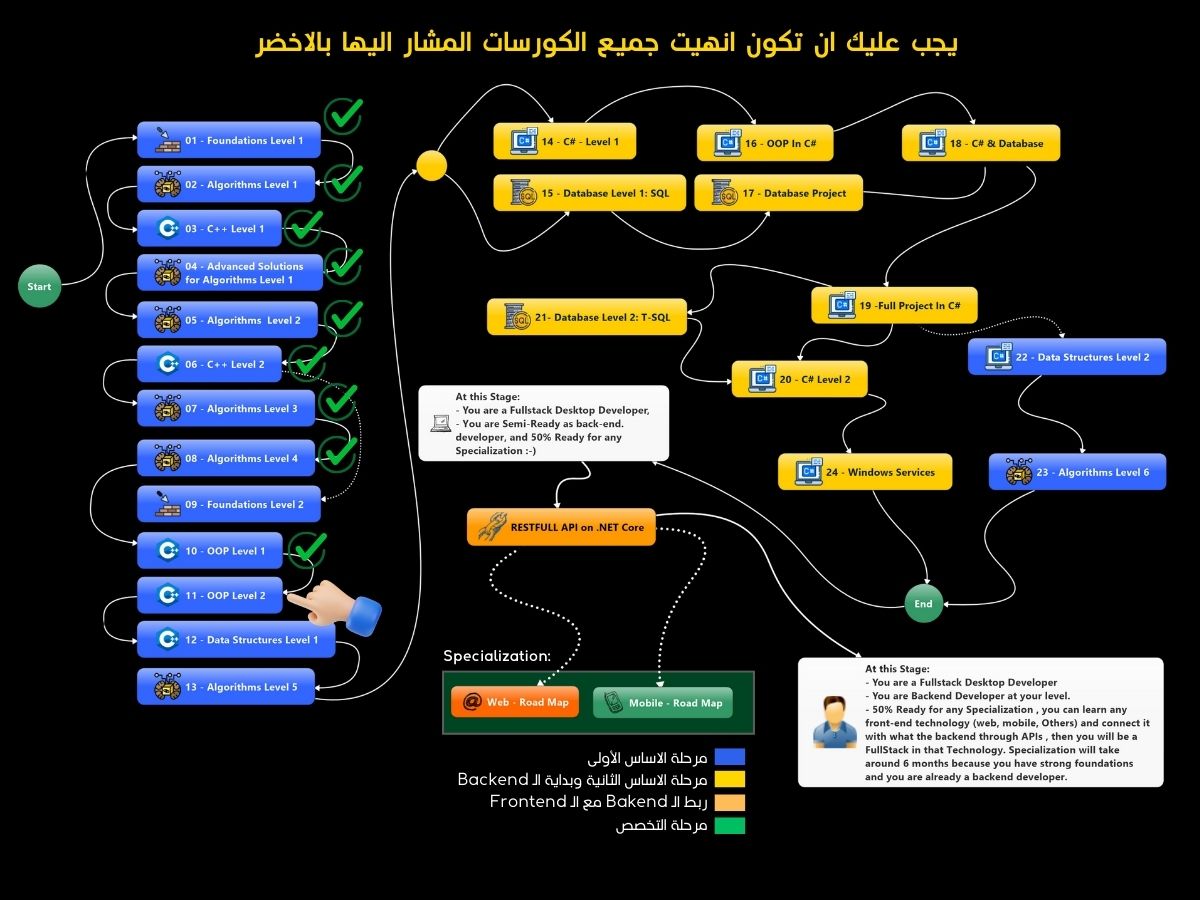 يجب عليك ان تكون انهيت جميع الكورسات المشار اليها بالاخضر
Start
01 - Foundations Level 1
02 - Algorithms Level 1
03 - C++ Level 1
04 - Advanced Solutions
for Algorithms Level 1
05 - Algorithms  Level 2
06 - C++ Level 2
07 - Algorithms Level 3
08 - Algorithms Level 4
09 - Foundations Level 2
10 - OOP Level 1
11 - OOP Level 2
12 - Data Structures Level 1
13 - Algorithms Level 5
C# 14 - C# - Level 1
SQL 15 - Database Level 1: SQL
C# 16 - OOP In C#
SQL 17 - Database Project
C# 18 - C# & Database
C# 19 -Full Project In C#
C# 20 - C# Level 2
SQL 21- Database Level 2: T-SQL
C# 22 - Data Structures Level 2
23 - Algorithms Level 6
C# 24 - Windows Services
End
At this Stage:
- You are a Fullstack Desktop Developer,
- You are Semi-Ready as back-end.
developer, and 50% Ready for any
Specialization :-)
RESTFULL API on .NET Core
Specialization:
@ Web - Road Map
Mobile - Road Map
At this Stage:
- You are a Fullstack Desktop Developer
- You are Backend Developer at your level.
- 50% Ready for any Specialization , you can learn any
front-end technology (web, mobile, Others) and connect it
with what the backend through APIs , then you will be a
FullStack in that Technology. Specialization will take
around 6 months because you have strong foundations
and you are already a backend developer.
مرحلة الاساس الأولى
مرحلة الاساس الثانية وبداية الـ Backend
ربط الـ Bakend مع الـ Frontend
مرحلة التخصص